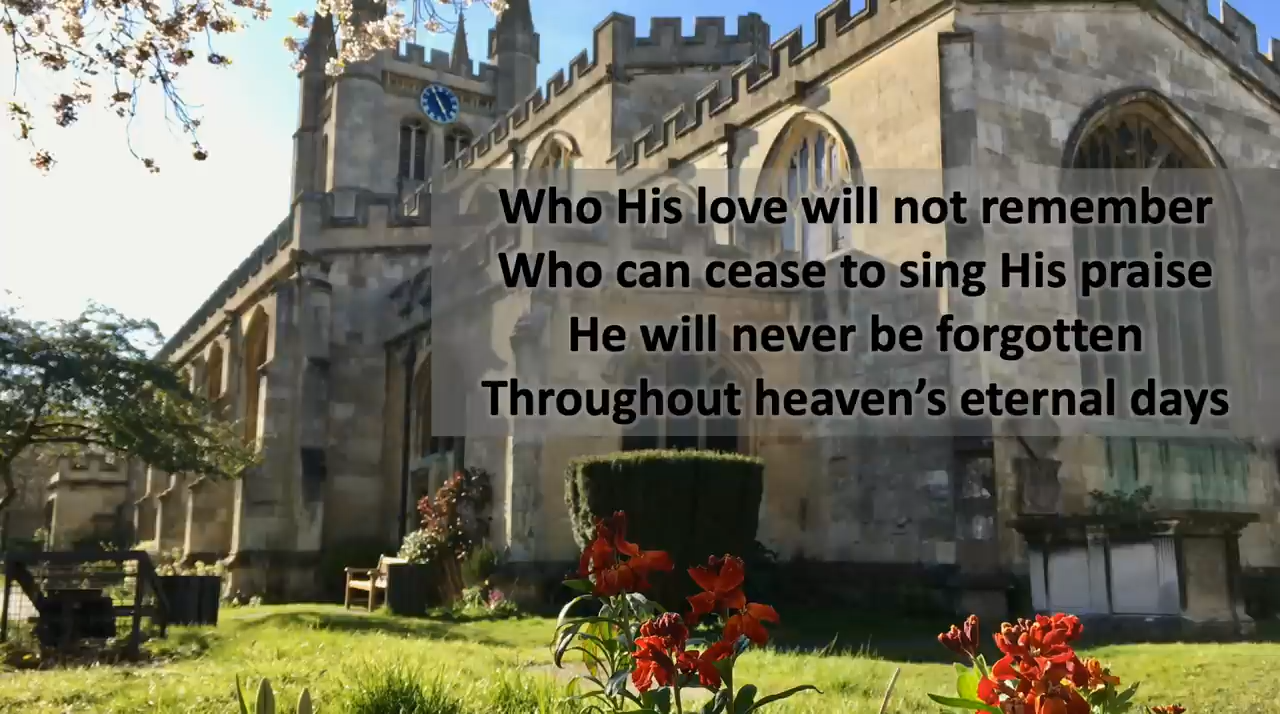 Who His love will not remember
Who can cease to sing His praise
He will never be forgotten
Throughout heaven’s eternal days